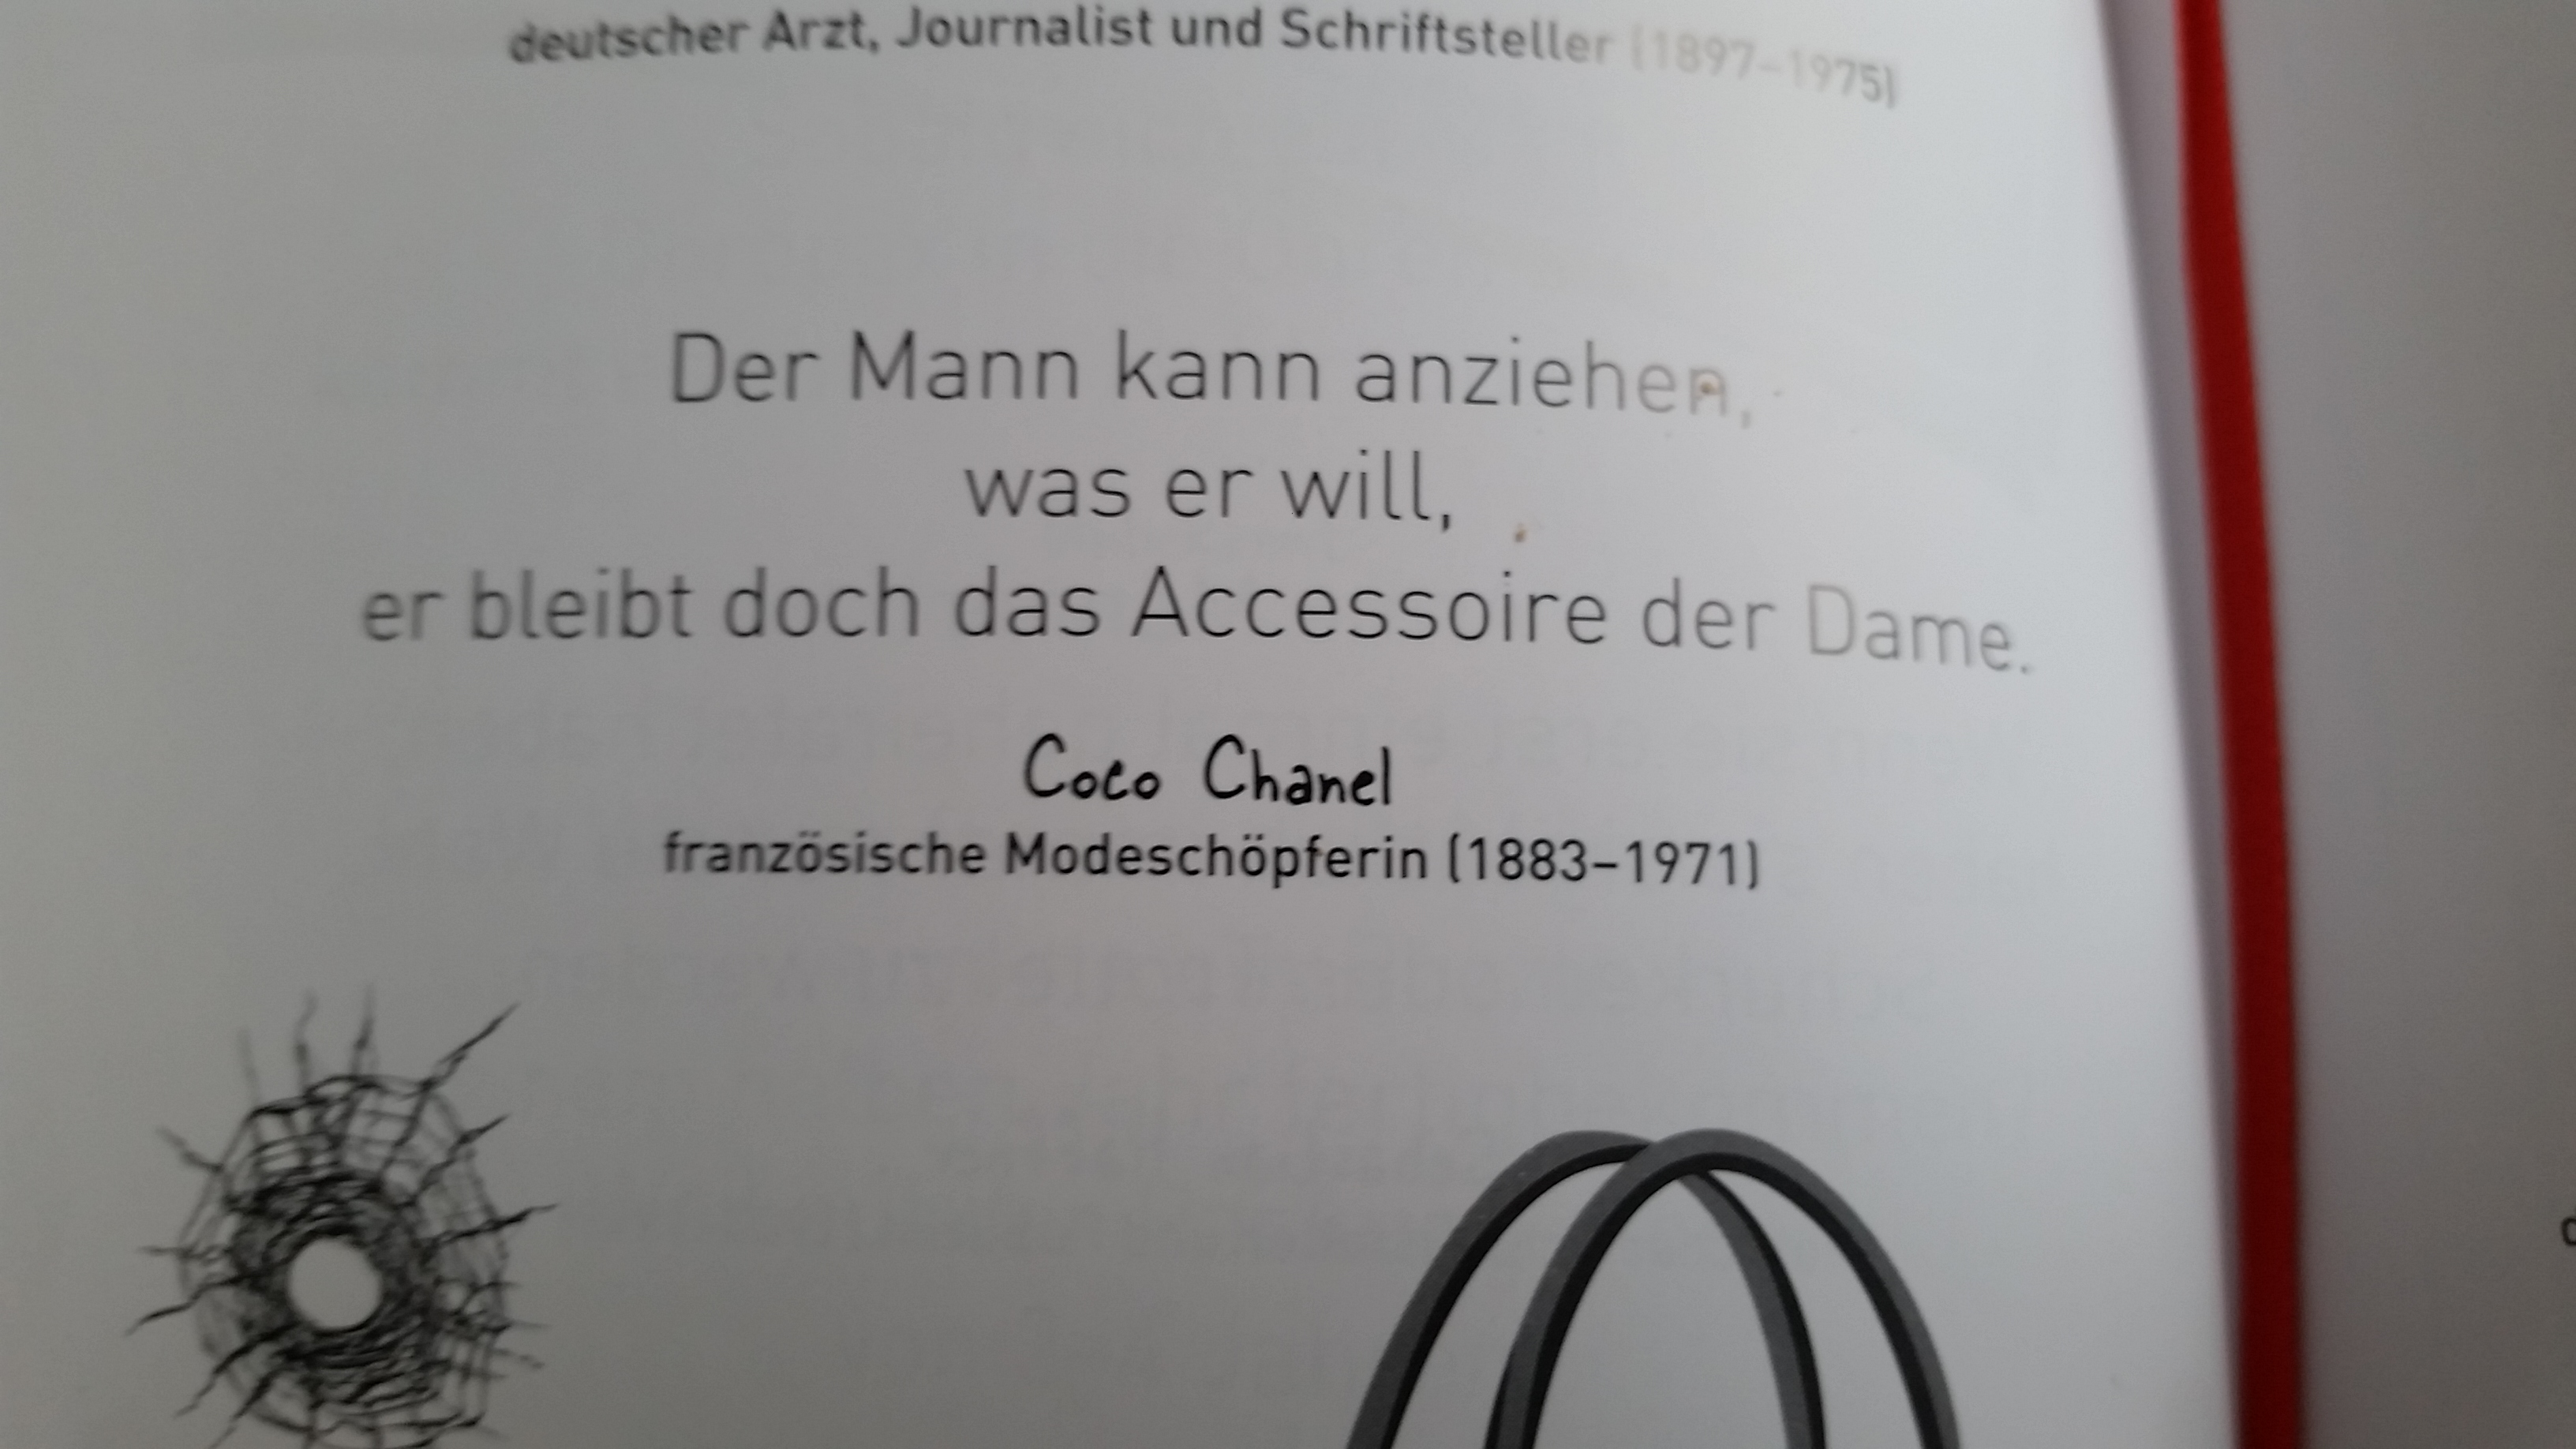 deutscher Arzt, Journalist und Schriftsteller (1897–1975)
Der Mann kann anziehen,
was er will,
er bleibt doch das Accessoire der Dame.
Coco Chanel
französische Modeschöpferin (1883–1971)